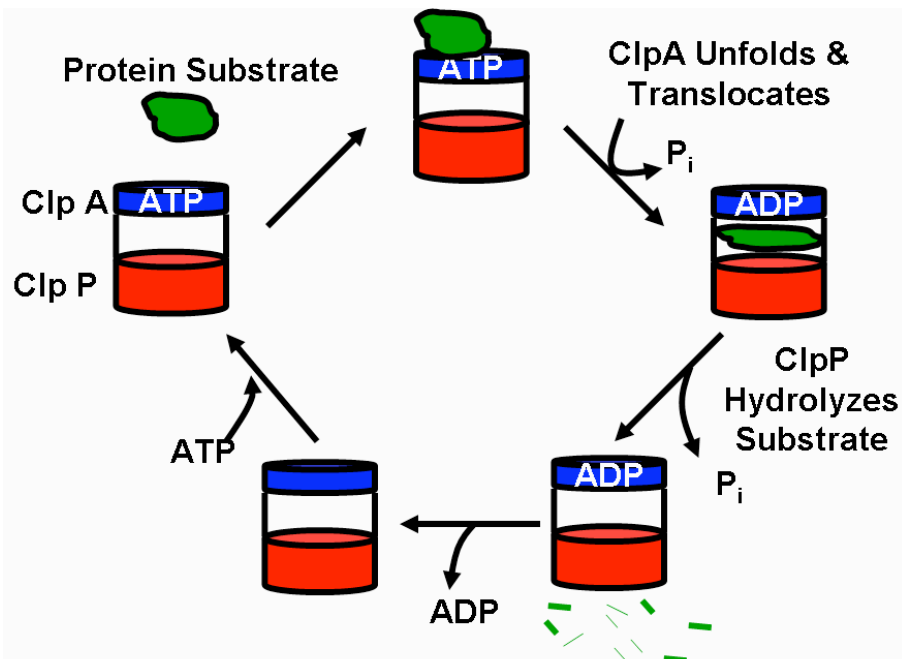 Protein Substrate
ATP
ClpA Unfolds &
Translocates
Pi
Clp A
ATP
ADP
Clp P
ClpP
Hydrolyzes
Substrate
Pi
ATP
ADP
ADP